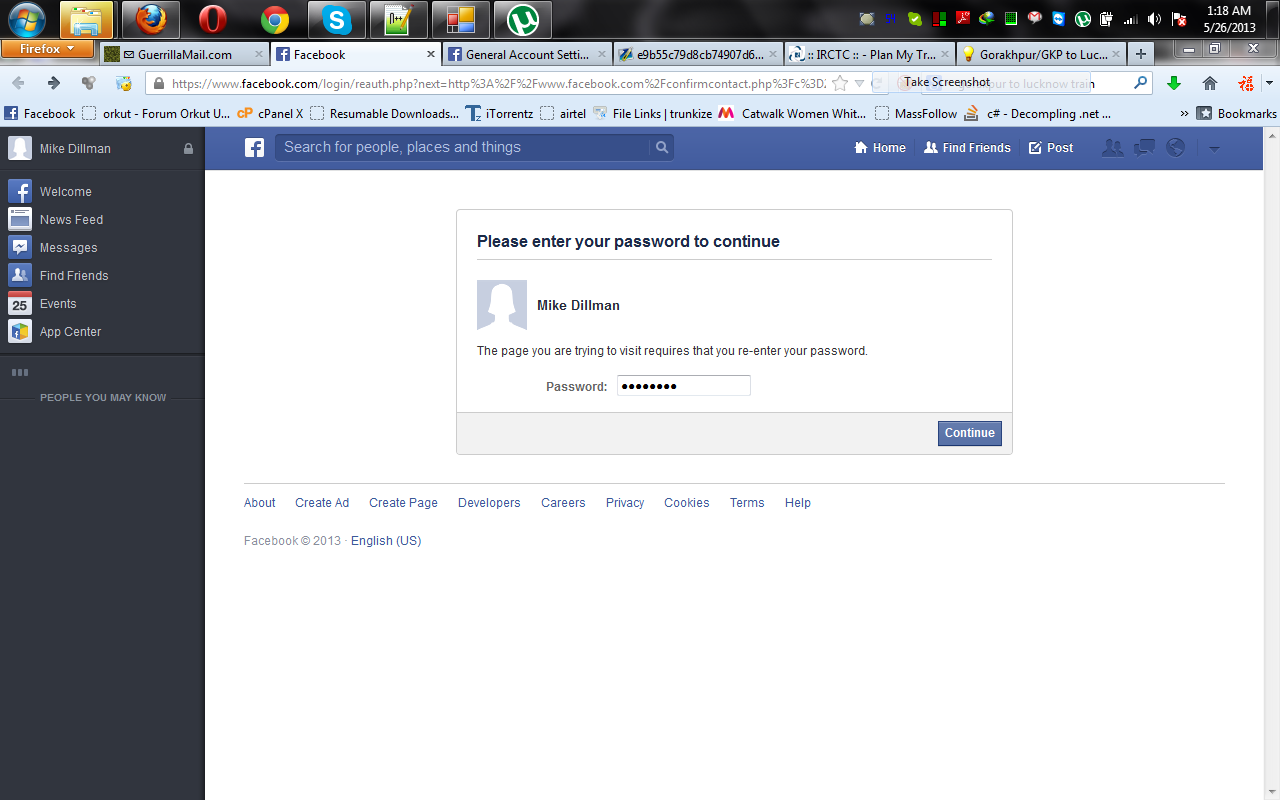 1:18 AM
5/26/2013
Firefox
GuerrillaMail.com
Facebook
General Account Setti...
e9b55c79d8cb74907d6...
:: IRCTC :: - Plan My Tr...
Gorakhpur/GKP to Luc...
https://www.facebook.com/login/reauth.php?next=http%3A%2F%2Fwww.facebook.com%2Fconfirmcontact.php%3Fc%3D
Take Screenshot
to lucknow train
Facebook
orkut - Forum Orkut U...
cP cPanel X
Resumable Downloads...
Tz iTorrentz
airtel
File Links | trunkize
Catwalk Women Whit...
MassFollow
c# - Decompling .net ...
»
Bookmarks
Mike Dillman
Search for people, places and things
Home
Find Friends
Post
Welcome
News Feed
Messages
Find Friends
25 Events
App Center
PEOPLE YOU MAY KNOW
Please enter your password to continue
Mike Dillman
The page you are trying to visit requires that you re-enter your password.
Password: ●●●●●●●●
Continue
About Create Ad Create Page Developers Careers Privacy Cookies Terms Help
Facebook © 2013 · English (US)